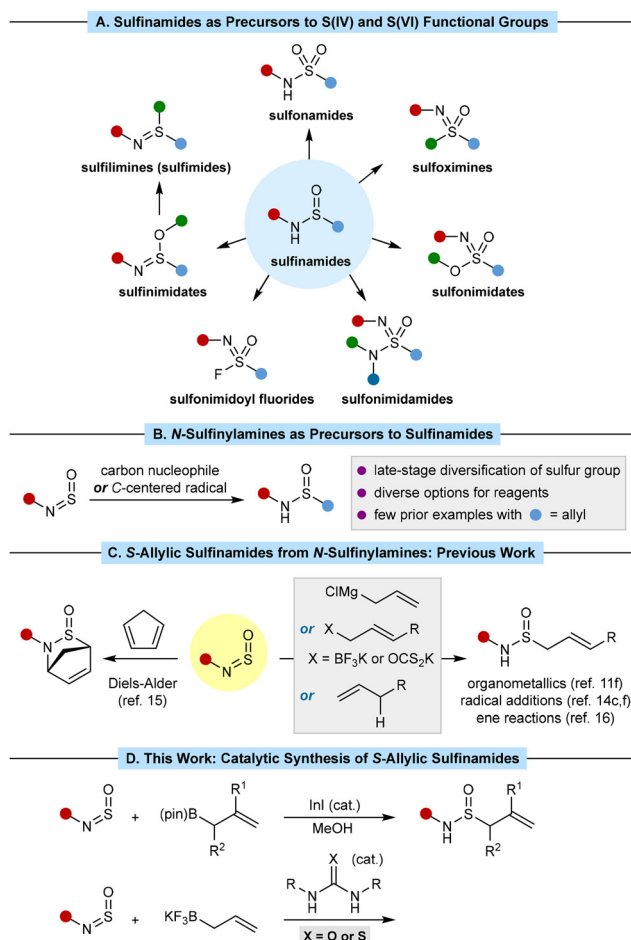 A. Sulfinamides as Precursors to S(IV) and S(VI) Functional Groups
O O
S
N
H
sulfonamides
N O
S
sulfoximines
N
S
sulfilimines (sulfimides)
O
S
N
H
sulfinamides
O
S
N
sulfinimidates
N O
S
O
sulfonimidates
N O
S
F
sulfonimidoyl fluorides
N O
S
N
sulfonimidamides
B. N-Sulfinylamines as Precursors to Sulfinamides
O
S
N
carbon nucleophile
or C-centered radical
O
S
N
H
late-stage diversification of sulfur group
diverse options for reagents
few prior examples with = allyl
C. S-Allylic Sulfinamides from N-Sulfinylamines: Previous Work
O
N S
Diels-Alder
(ref. 15)
O
S
N
ClMg
or X R
X = BF3K or OCS2K
or R
H
O
S R
N
H
organometallics (ref 11f)
radical additions (ref. 14c,f)
ene reactions (ref. 16)
D. This Work: Catalytic Synthesis of S-Allylic Sulfinamides
O
S
N
+
(pin)B R1
R2
InI (cat.)
MeOH
O R1
S
N
H R2
O
S
N
+
KF3B
X (cat.)
R N N R
H H
X = O or S